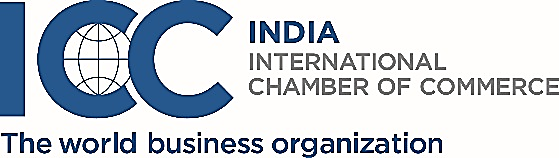 ICC
INDIA
INTERNATIONAL
CHAMBER OF COMMERCE
The world business organization